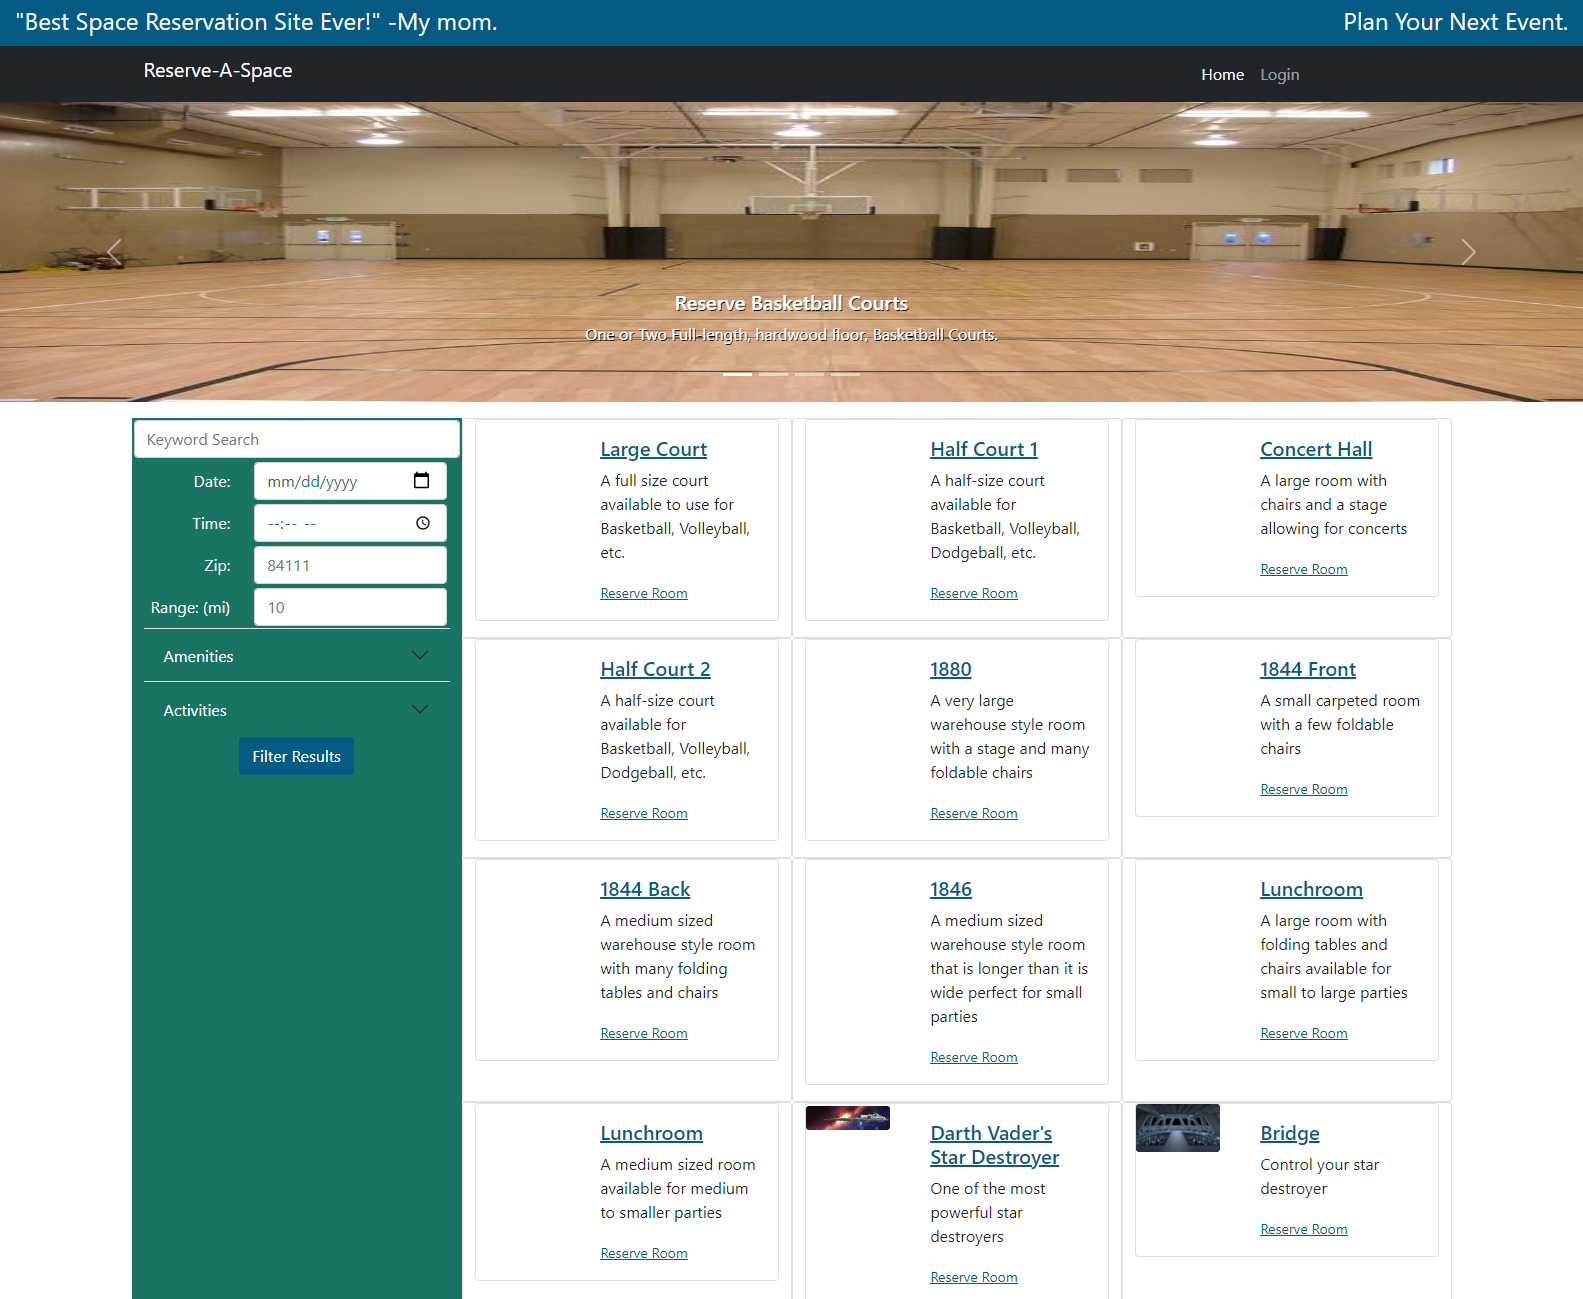 "Best Space Reservation Site Ever!" -My mom.
Plan Your Next Event.
Reserve-A-Space
Home
Login
Reserve Basketball Courts
One or Two Full-length, hardwood floor, Basketball Courts.
Keyword Search
Date:
mm/dd/yyyy
Time:
--:-- --
Zip:
84111
Range: (mi)
10
Amenities
Activities
Filter Results
Large Court
A full size court
available to use for
Basketball, Volleyball,
etc.
Reserve Room
Half Court 1
A half-size court
available for
Basketball, Volleyball,
Dodgeball, etc.
Reserve Room
Concert Hall
A large room with
chairs and a stage
allowing for concerts
Reserve Room
Half Court 2
A half-size court
available for
Basketball, Volleyball,
Dodgeball, etc.
Reserve Room
1880
A very large
warehouse style room
with a stage and many
foldable chairs
Reserve Room
1844 Front
A small carpeted room
with a few foldable
chairs
Reserve Room
1844 Back
A medium sized
warehouse style room
with many folding
tables and chairs
Reserve Room
1846
A medium sized
warehouse style room
that is longer than it is
wide perfect for small
parties
Reserve Room
Lunchroom
A large room with
folding tables and
chairs available for
small to large parties
Reserve Room
Lunchroom
A medium sized room
available for medium
to smaller parties
Reserve Room
Darth Vader's
Star Destroyer
One of the most
powerful star
destroyers
Reserve Room
Bridge
Control your star
destroyer
Reserve Room